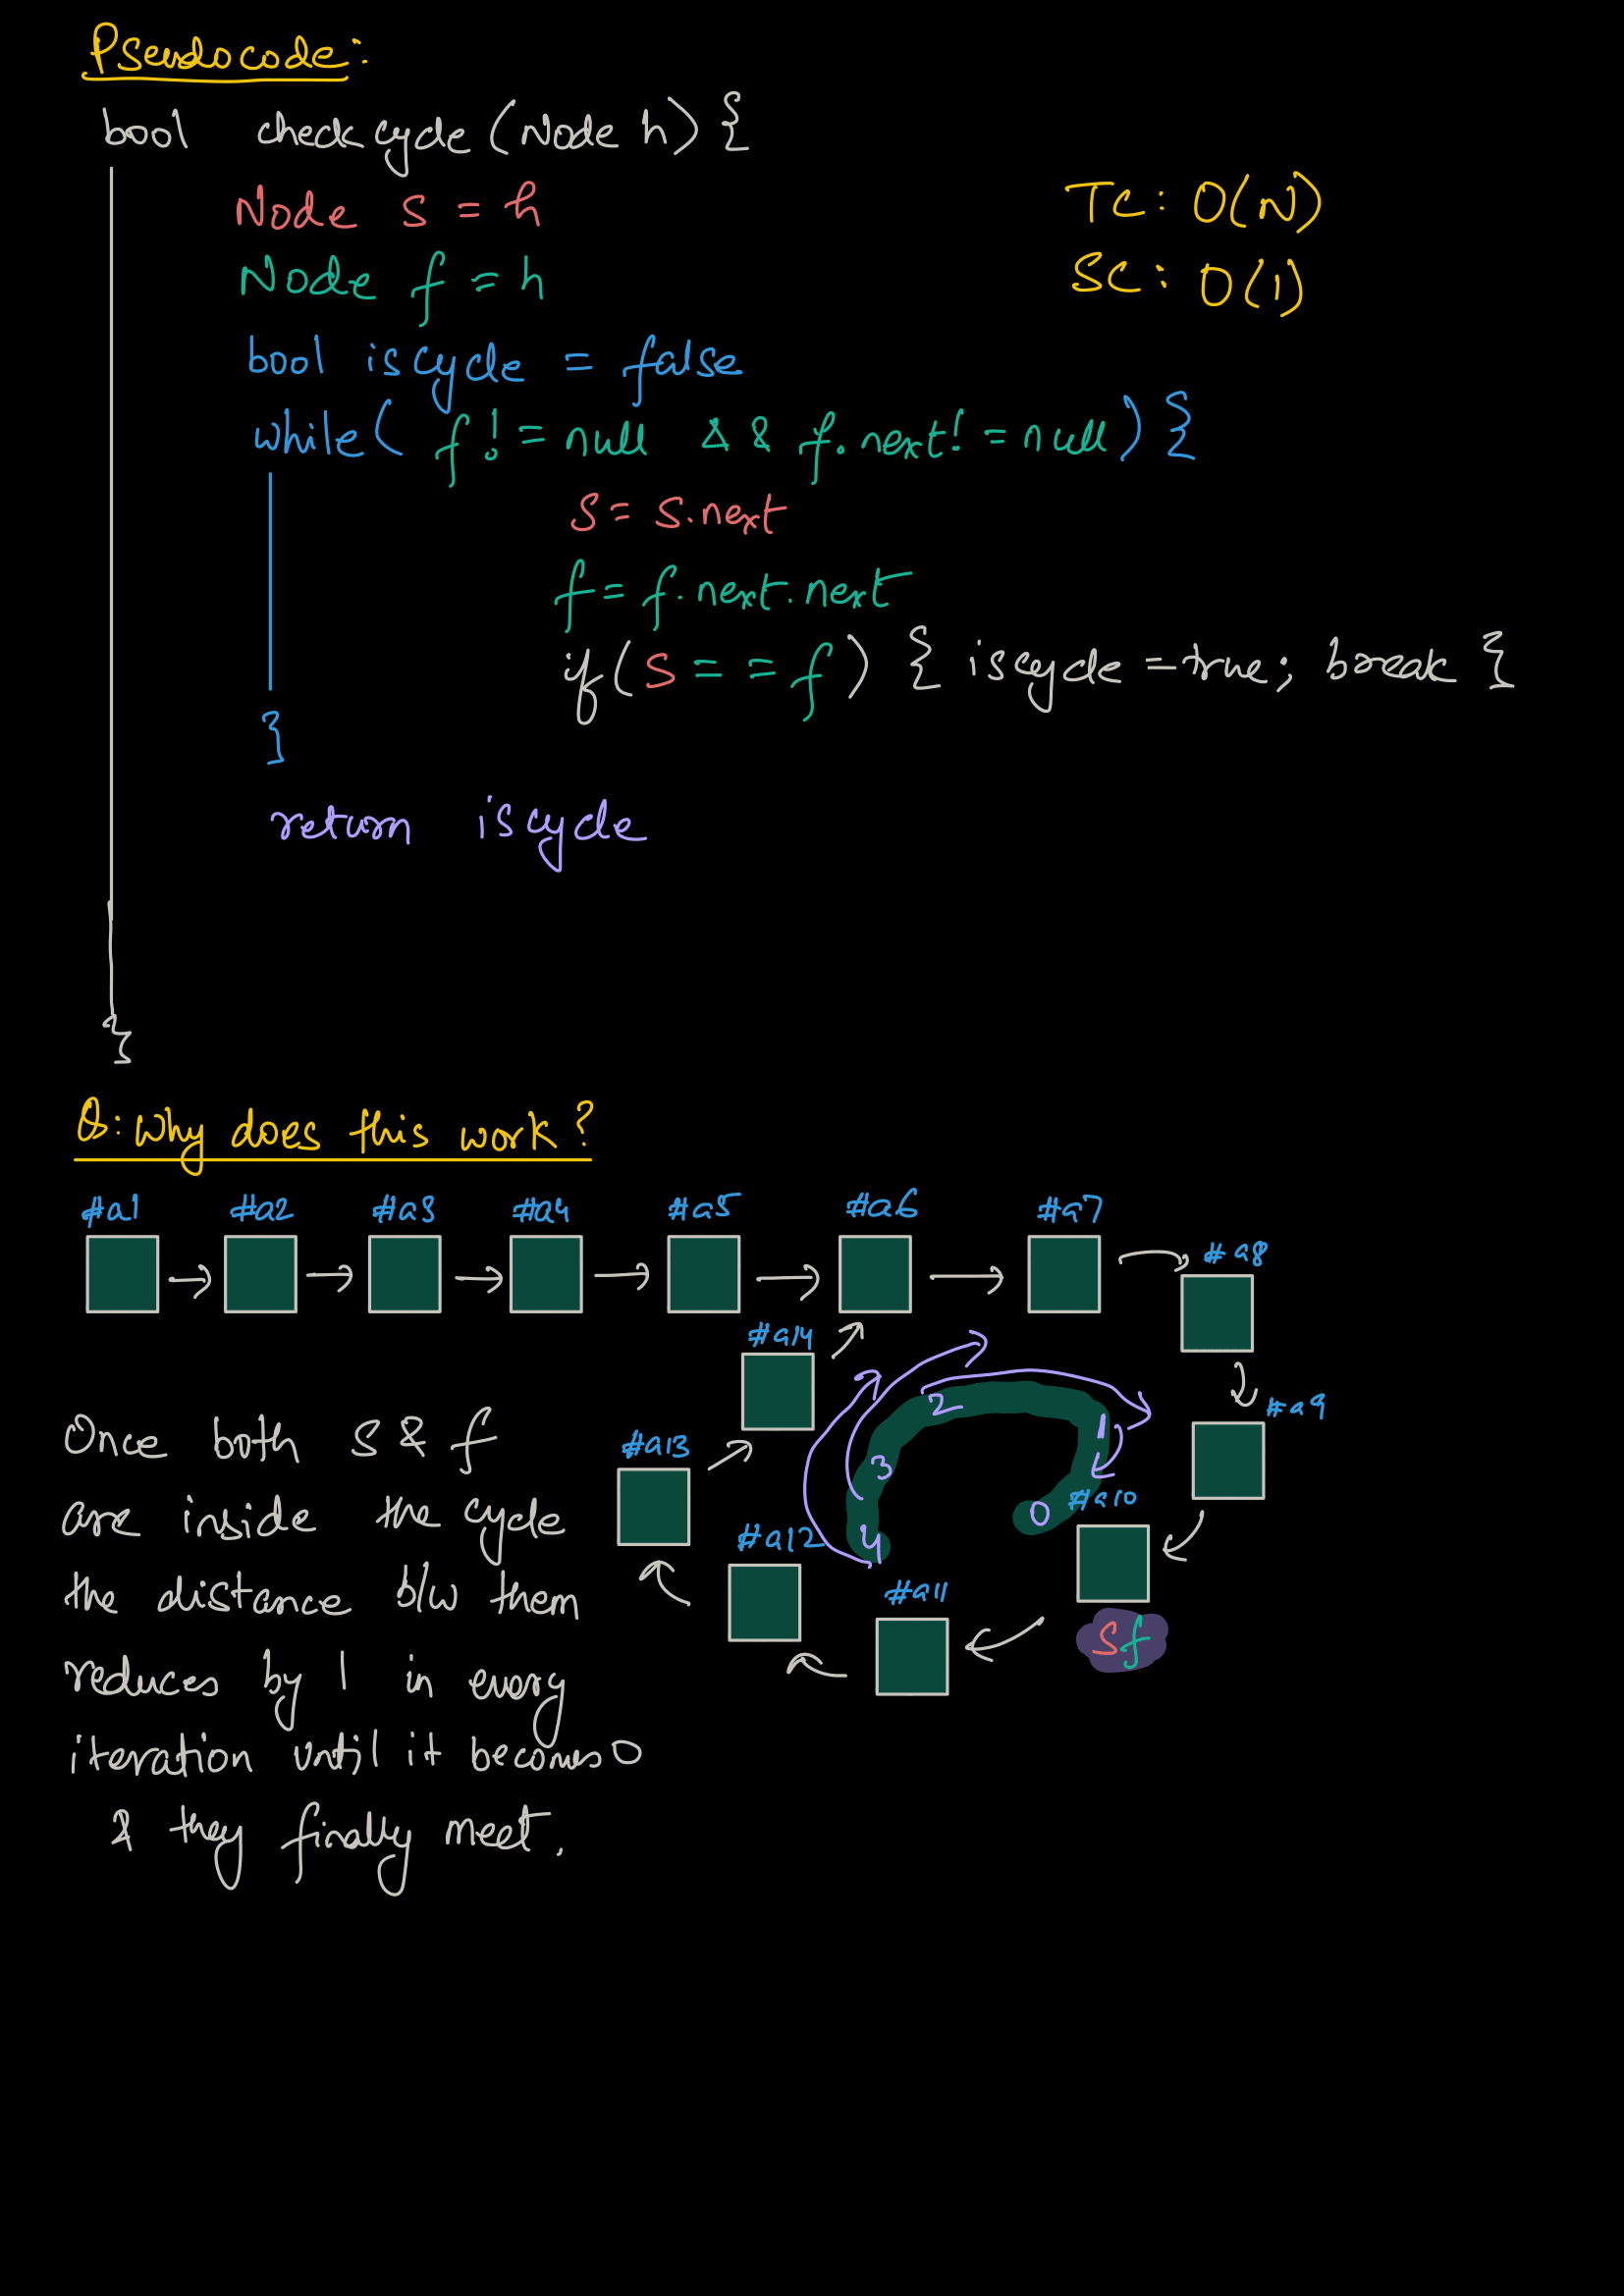 Pseudocode:
bool checkcycle (Node h) {
Node s = h
TC: O(N)
Node f = h
SC: O(1)
bool iscycle = false
while( f != null && f.next != null) {
s = s.next
f = f.next.next
if( s == f) { iscycle = true; break {
}
return iscycle
}
Q: Why does this work?
#a1 #a2 #a3 #a4 #a5 #a6 #a7
#a8
#a14
#a9
#a13
#a10
#a12
#a11
2
1
3
0
4
s f
Once both s & f
are inside the cycle
the distance b/w them
reduces by 1 in every
iteration until it becomes 0
& they finally meet.